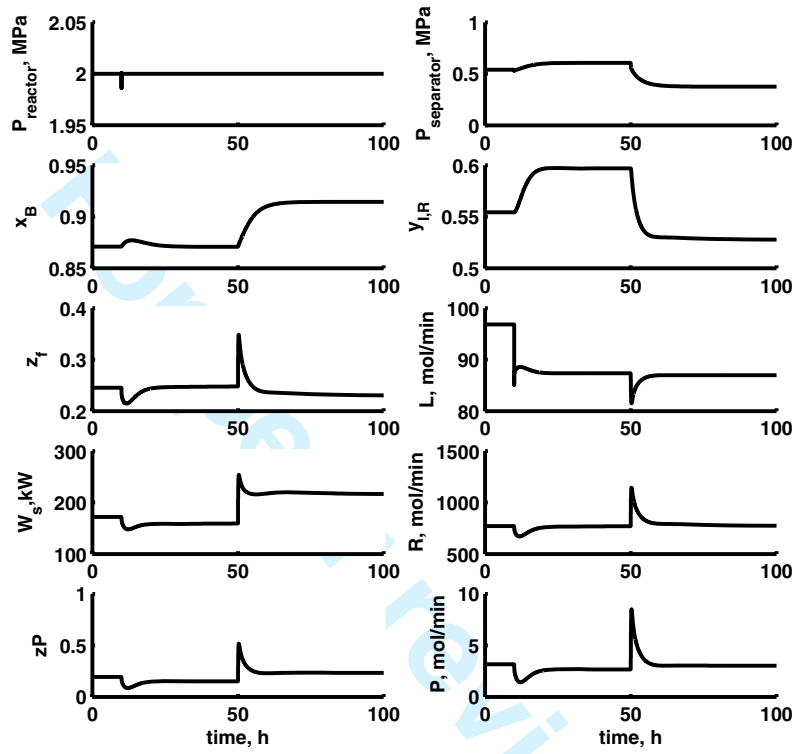 2.05
2
1.95
P_reactor, MPa
0 50 100
1
0.5
0
P_separator, MPa
0 50 100
0.95
0.9
0.85
x_B
0 50 100
0.6
0.55
0.5
y_I,R
0 50 100
0.4
0.3
0.2
z_f
0 50 100
100
90
80
L, mol/min
0 50 100
300
200
100
W_s,kW
0 50 100
1500
1000
500
R, mol/min
0 50 100
1
0.5
0
zP
0 50 100
time, h
10
5
0
P, mol/min
0 50 100
time, h